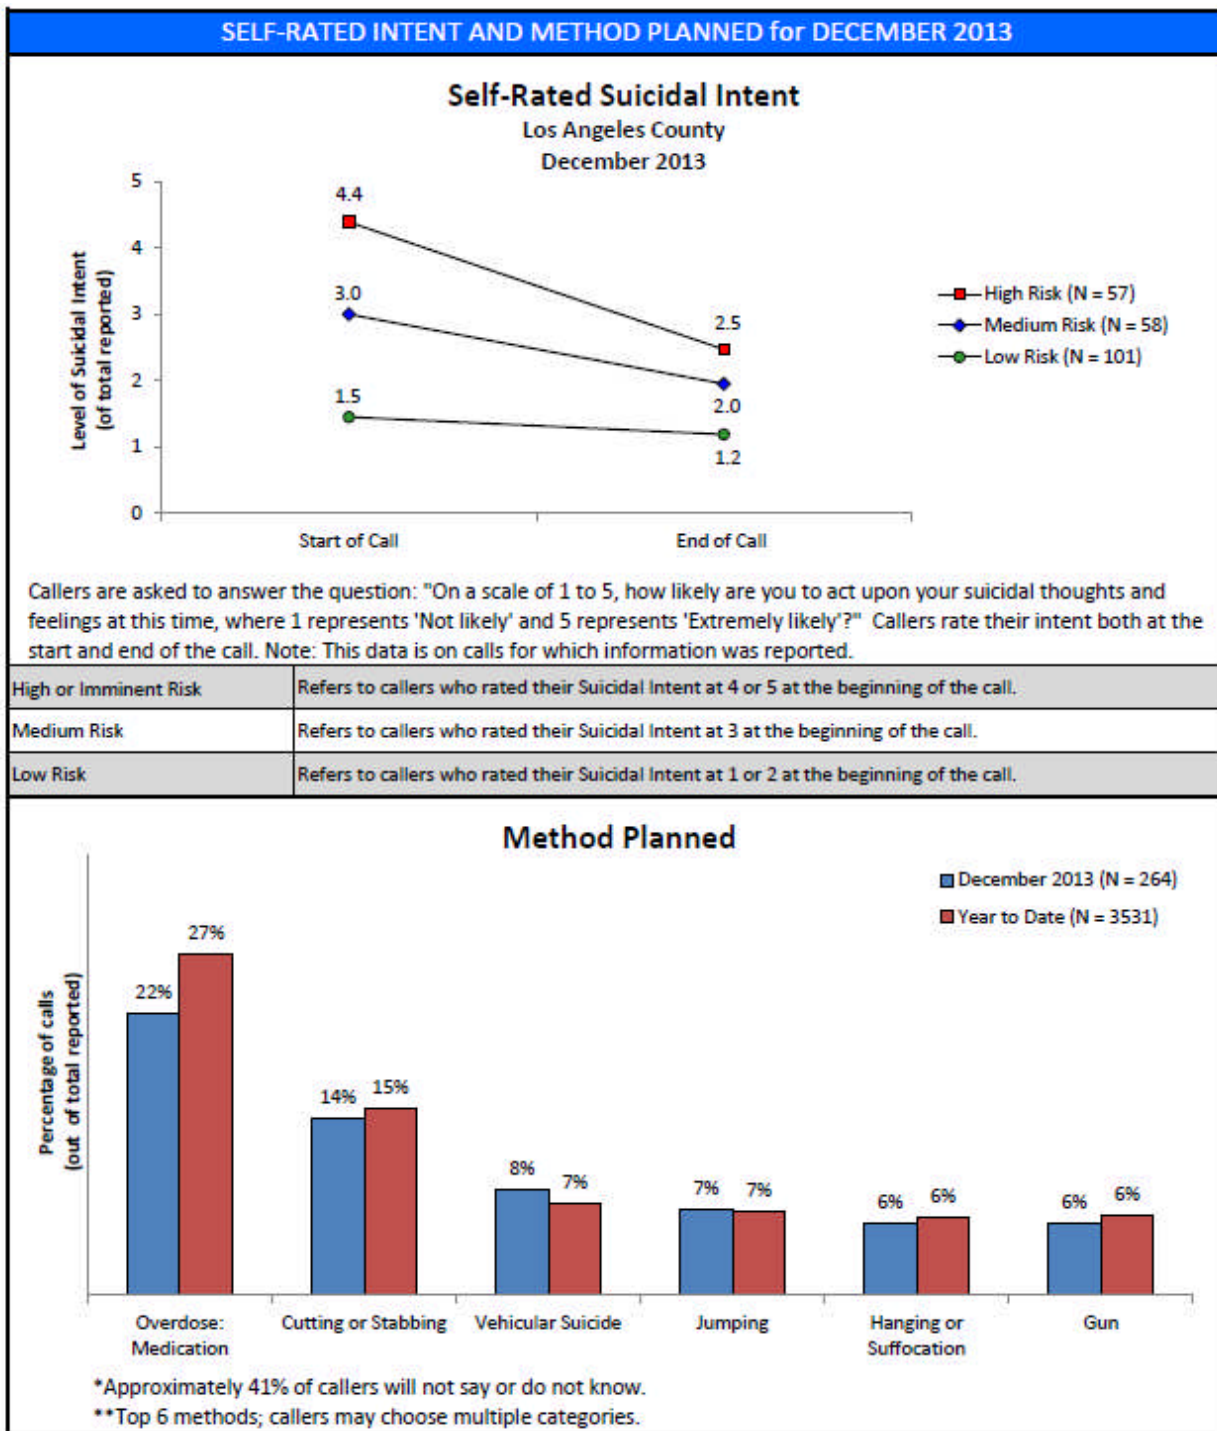 SELF-RATED INTENT AND METHOD PLANNED for DECEMBER 2013
Self-Rated Suicidal Intent
Los Angeles County
December 2013
Level of Suicidal Intent
(of total reported)
5
4
3
2
1
0
4.4
3.0
1.5
2.5
2.0
1.2
Start of Call
End of Call
High Risk (N = 57)
Medium Risk (N = 58)
Low Risk (N = 101)
Callers are asked to answer the question: "On a scale of 1 to 5, how likely are you to act upon your suicidal thoughts and
feelings at this time, where 1 represents 'Not likely' and 5 represents 'Extremely likely'?" Callers rate their intent both at the
start and end of the call. Note: This data is on calls for which information was reported.
High or Imminent Risk Refers to callers who rated their Suicidal Intent at 4 or 5 at the beginning of the call.
Medium Risk Refers to callers who rated their Suicidal Intent at 3 at the beginning of the call.
Low Risk Refers to callers who rated their Suicidal Intent at 1 or 2 at the beginning of the call.
Method Planned
December 2013 (N = 264)
Year to Date (N = 3531)
Percentage of calls
(out of total reported)
22% 27%
14% 15%
8% 7%
7% 7%
6% 6%
6% 6%
Overdose:
Medication
Cutting or Stabbing
Vehicular Suicide
Jumping
Hanging or
Suffocation
Gun
*Approximately 41% of callers will not say or do not know.
**Top 6 methods; callers may choose multiple categories.